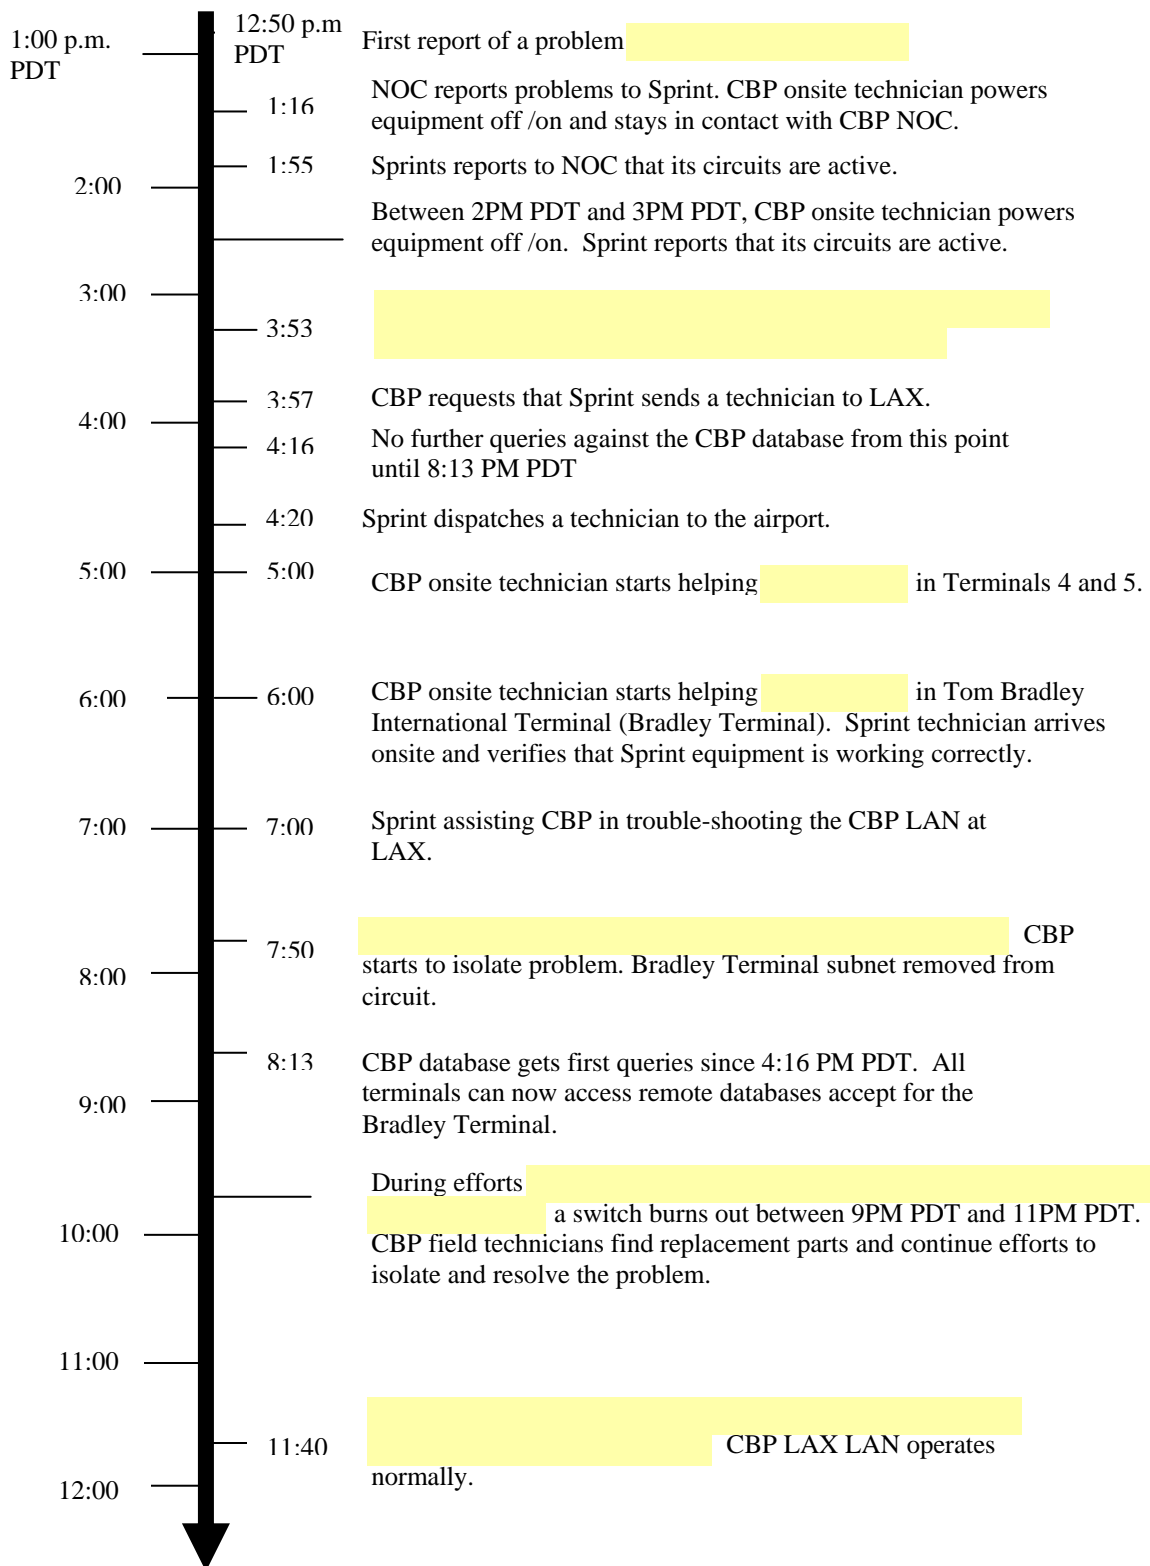 1:00 p.m.
PDT
12:50 p.m
PDT
First report of a problem
1:16
NOC reports problems to Sprint. CBP onsite technician powers
equipment off /on and stays in contact with CBP NOC.
1:55
Sprints reports to NOC that its circuits are active.
2:00
Between 2PM PDT and 3PM PDT, CBP onsite technician powers
equipment off /on.  Sprint reports that its circuits are active.
3:00
3:53
3:57
CBP requests that Sprint sends a technician to LAX.
4:00
4:16
No further queries against the CBP database from this point
until 8:13 PM PDT
4:20
Sprint dispatches a technician to the airport.
5:00
5:00
CBP onsite technician starts helping in Terminals 4 and 5.
6:00
6:00
CBP onsite technician starts helping in Tom Bradley
International Terminal (Bradley Terminal).  Sprint technician arrives
onsite and verifies that Sprint equipment is working correctly.
7:00
7:00
Sprint assisting CBP in trouble-shooting the CBP LAN at
LAX.
7:50
CBP
starts to isolate problem. Bradley Terminal subnet removed from
circuit.
8:00
8:13
CBP database gets first queries since 4:16 PM PDT.  All
terminals can now access remote databases accept for the
Bradley Terminal.
9:00
During efforts
a switch burns out between 9PM PDT and 11PM PDT.
CBP field technicians find replacement parts and continue efforts to
isolate and resolve the problem.
10:00
11:00
11:40
CBP LAX LAN operates
normally.
12:00